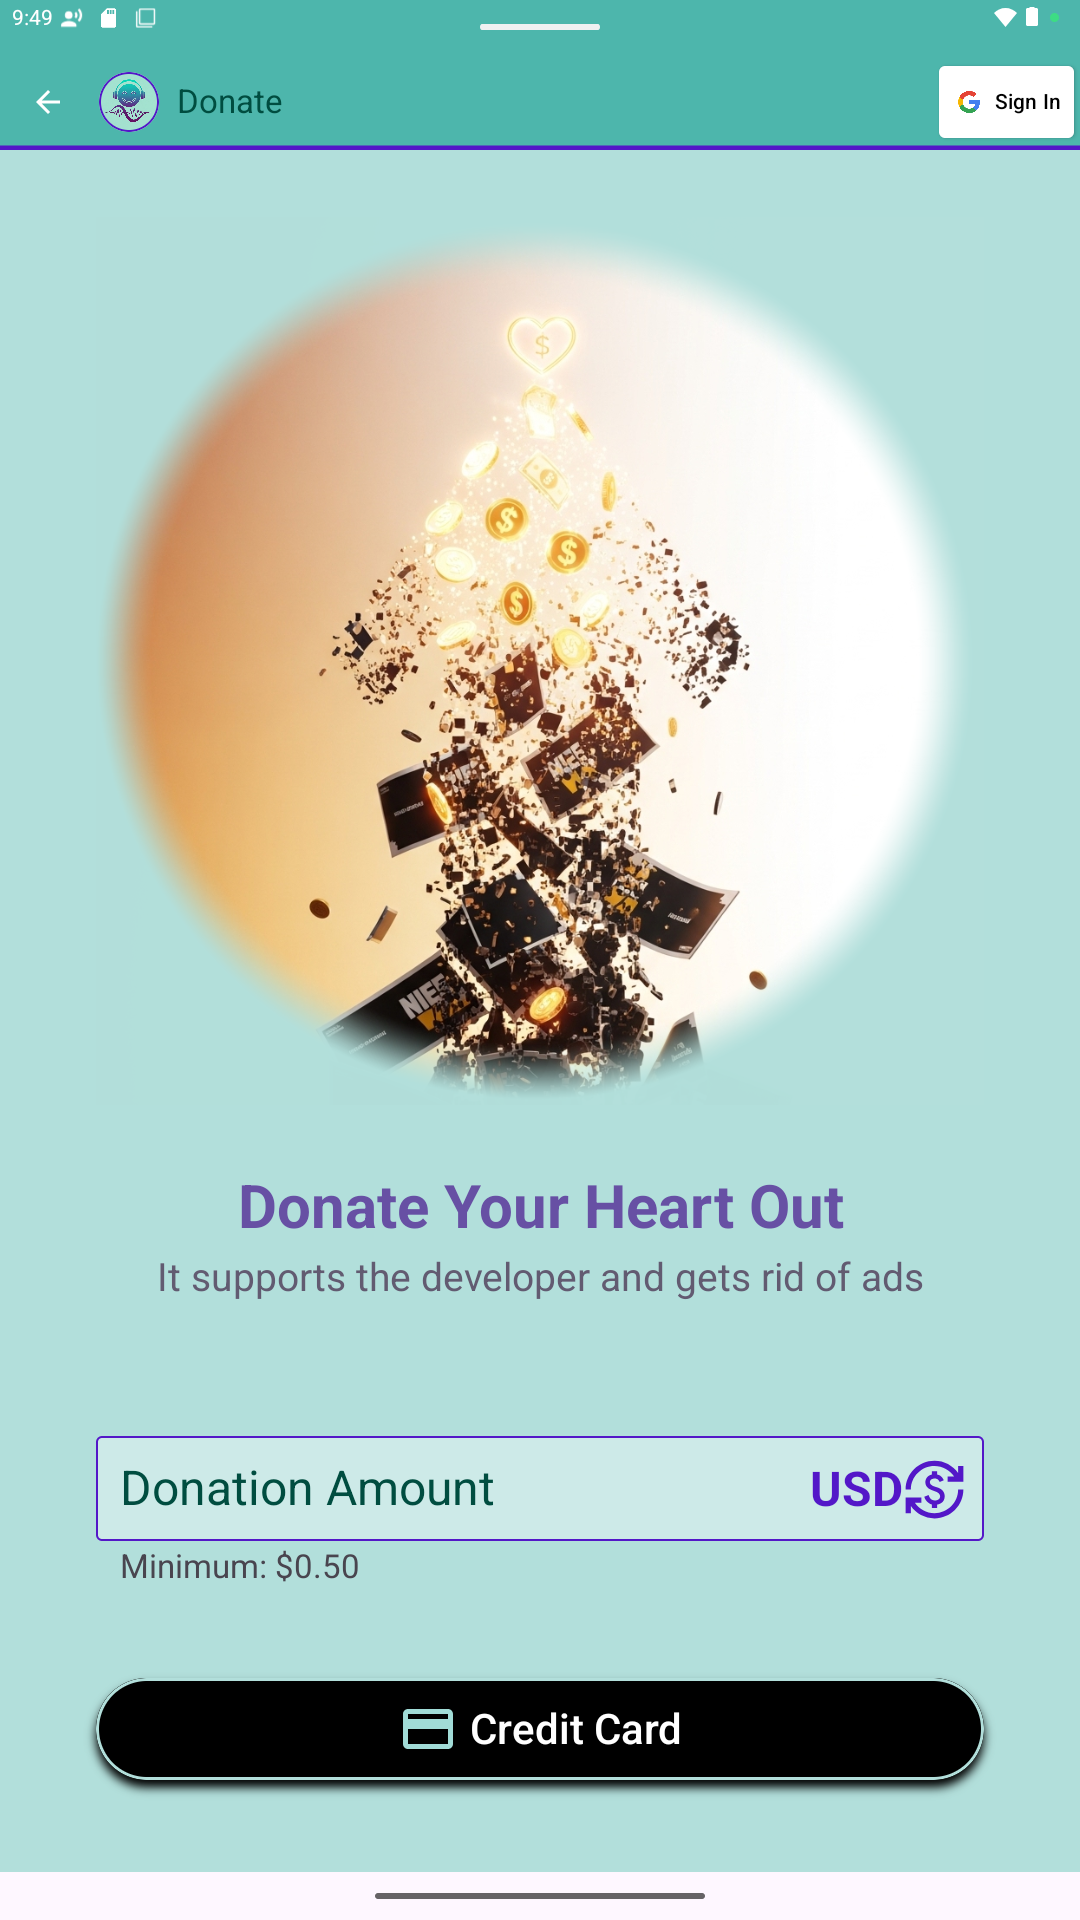 9:49
Donate
Sign In
$
$
$
$
NIEE
Donate Your Heart Out
It supports the developer and gets rid of ads
Donation Amount
USD
Minimum: $0.50
Credit Card